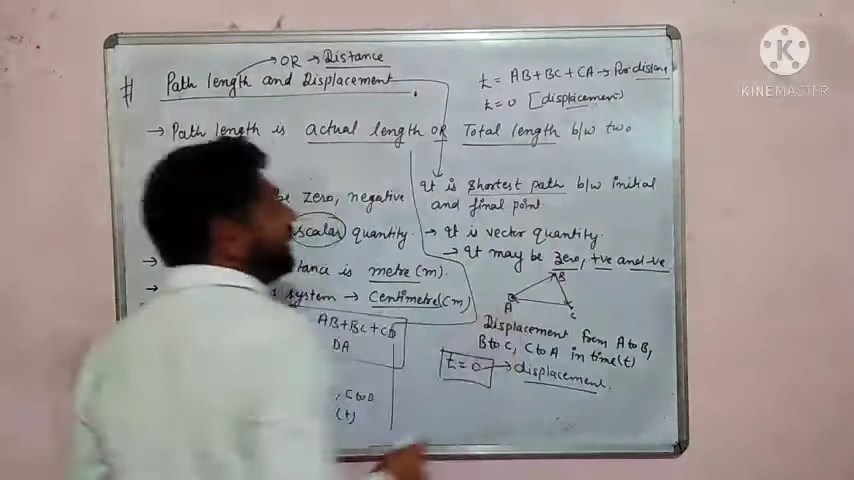 OR → Distance
# Path length and Displacement
→ Path length is actual length OR Total length b/w two
be zero, negative
scalar quantity.
tance is metre(m).
system → Centimetre(cm)
AB+BC+CD
DA
, C to D
(t)
t = AB+BC+CA → For distance
t=0 [displacement]
It is shortest path b/w initial
and final point
→ It is vector quantity.
→ It may be zero, +ve and -ve
B
A
C
Displacement from A to B,
B to C, C to A in time(t)
t = 0 → displacement.
K
KINEMASTER